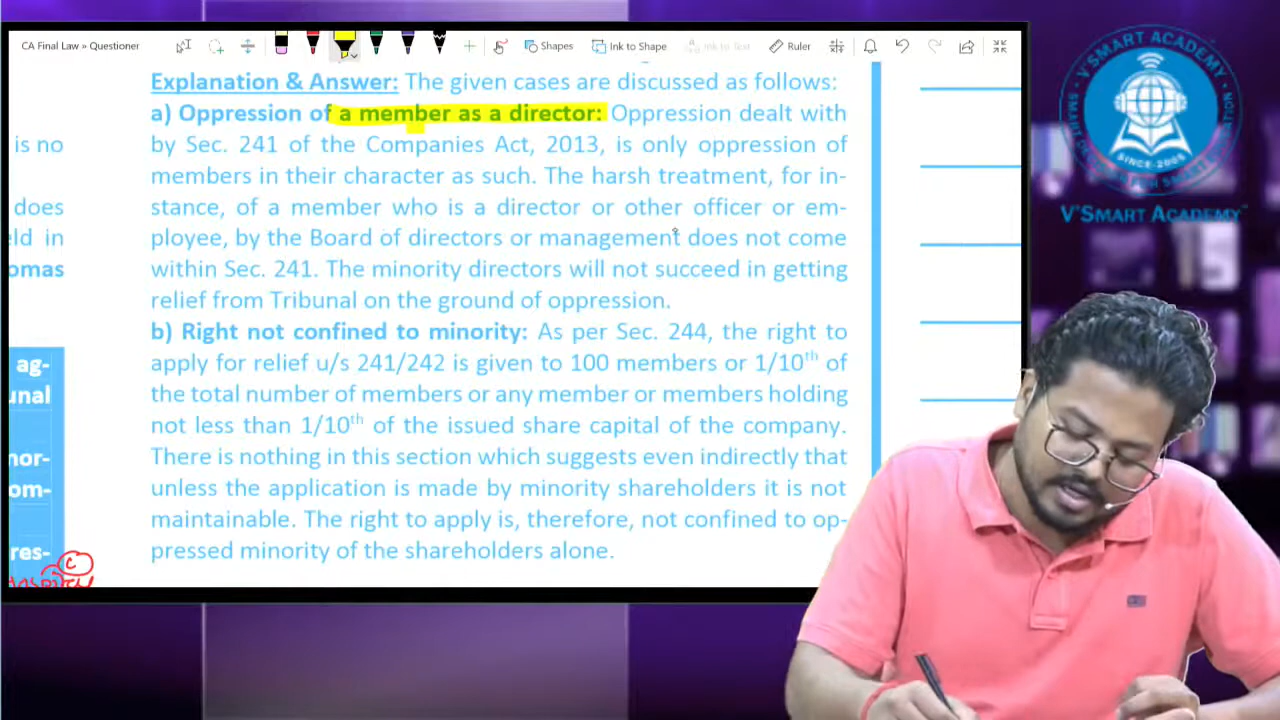 CA Final Law » Questioner
Shapes
Ink to Shape
Ink to Text
Ruler
is no
does
eld in
omas
ag-
unal
nor-
om-
res-
C
Explanation & Answer: The given cases are discussed as follows:
a) Oppression of a member as a director: Oppression dealt with
by Sec. 241 of the Companies Act, 2013, is only oppression of
members in their character as such. The harsh treatment, for in-
stance, of a member who is a director or other officer or em-
ployee, by the Board of directors or management does not come
within Sec. 241. The minority directors will not succeed in getting
relief from Tribunal on the ground of oppression.
b) Right not confined to minority: As per Sec. 244, the right to
apply for relief u/s 241/242 is given to 100 members or 1/10th of
the total number of members or any member or members holding
not less than 1/10th of the issued share capital of the company.
There is nothing in this section which suggests even indirectly that
unless the application is made by minority shareholders it is not
maintainable. The right to apply is, therefore, not confined to op-
pressed minority of the shareholders alone.
V'SMART ACADEMY
SINCE-2005
V'SMART ACADEMY